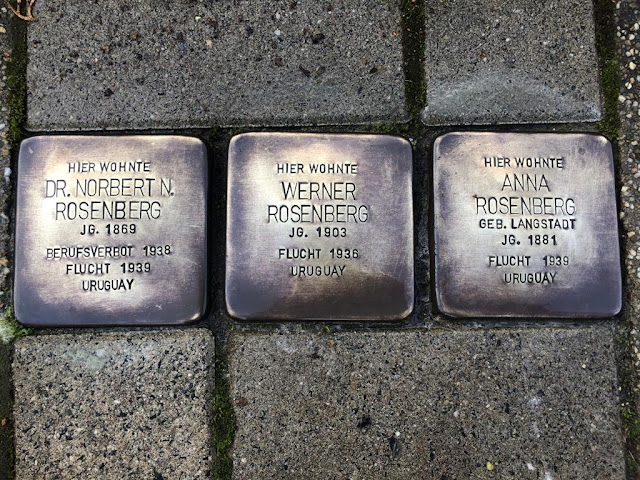 HIER WOHNTE
DR. NORBERT N.
ROSENBERG
JG. 1869
BERUFSVERBOT 1938
FLUCHT 1939
URUGUAY
HIER WOHNTE
WERNER
ROSENBERG
JG. 1903
FLUCHT 1936
URUGUAY
HIER WOHNTE
ANNA
ROSENBERG
GEB. LANGSTADT
JG. 1881
FLUCHT 1939
URUGUAY